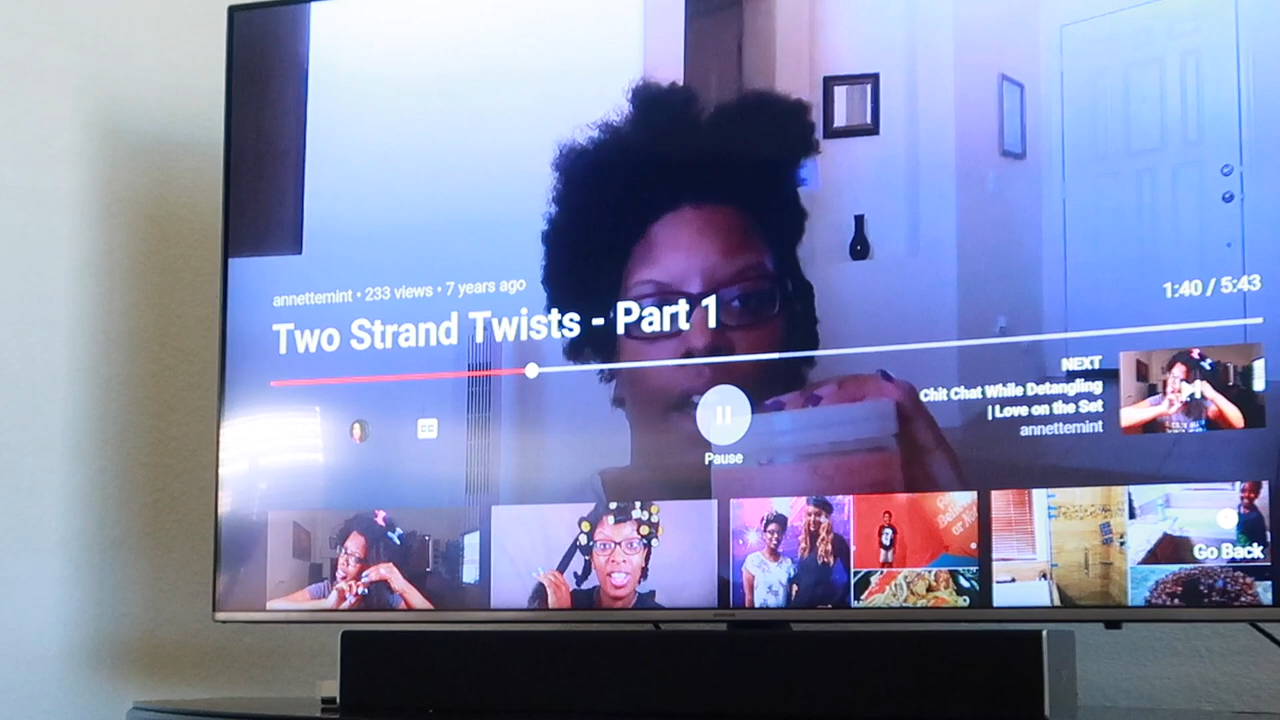 annettemint • 233 views • 7 years ago
Two Strand Twists - Part 1
1:40 / 5:43
NEXT
Chit Chat While Detangling
| Love on the Set
annettemint
CC
Pause
Go Back